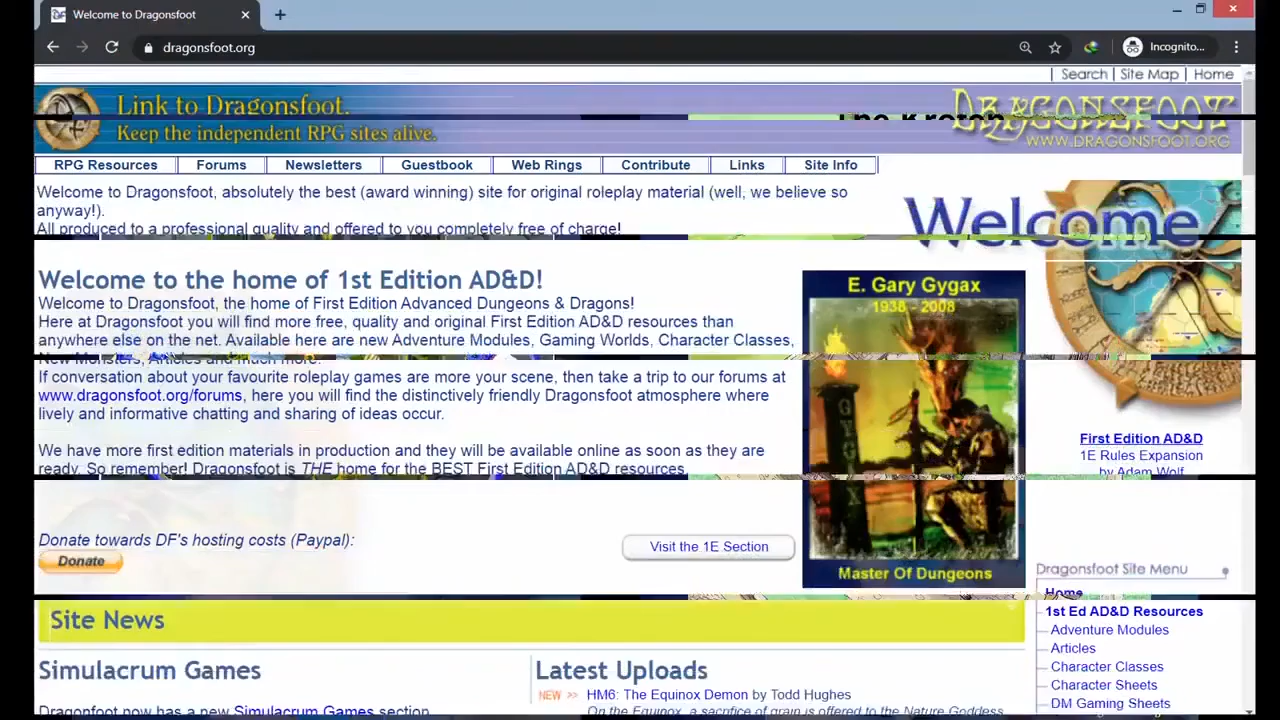 Welcome to Dragonsfoot
dragonsfoot.org
Incognito...
Search | Site Map | Home
Link to Dragonsfoot.
Keep the independent RPG sites alive.
DRAGONSFOOT
WWW.DRAGONSFOOT.ORG
RPG Resources Forums Newsletters Guestbook Web Rings Contribute Links Site Info
Welcome to Dragonsfoot, absolutely the best (award winning) site for original roleplay material (well, we believe so
anyway!).
All produced to a professional quality and offered to you completely free of charge!
Welcome
Welcome to the home of 1st Edition AD&D!
Welcome to Dragonsfoot, the home of First Edition Advanced Dungeons & Dragons!
Here at Dragonsfoot you will find more free, quality and original First Edition AD&D resources than
anywhere else on the net. Available here are new Adventure Modules, Gaming Worlds, Character Classes,
New Monsters, Articles and much more.
If conversation about your favourite roleplay games are more your scene, then take a trip to our forums at
www.dragonsfoot.org/forums, here you will find the distinctively friendly Dragonsfoot atmosphere where
lively and informative chatting and sharing of ideas occur.
We have more first edition materials in production and they will be available online as soon as they are
ready. So remember! Dragonsfoot is THE home for the BEST First Edition AD&D resources.
Donate towards DF's hosting costs (Paypal):
Donate
Visit the 1E Section
E. Gary Gygax
1938 - 2008
GYGAX
Master Of Dungeons
First Edition AD&D
1E Rules Expansion
by Adam Wolf
Dragonsfoot Site Menu
Home
1st Ed AD&D Resources
Adventure Modules
Articles
Character Classes
Character Sheets
DM Gaming Sheets
Site News
Simulacrum Games
Dragonsfoot now has a new Simulacrum Games section
Latest Uploads
NEW >> HM6: The Equinox Demon by Todd Hughes
On the Equinox, a sacrifice of grain is offered to the Nature Goddess